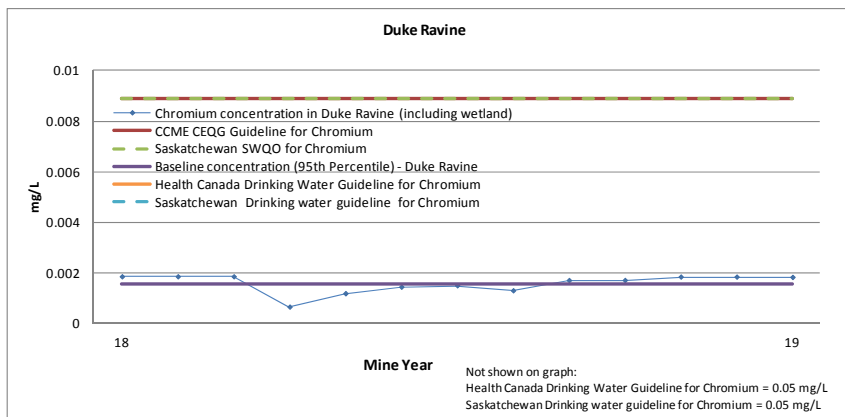 Duke Ravine
0.01
0.008
0.006
0.004
0.002
0
mg/L
Chromium concentration in Duke Ravine (including wetland)
CCME CEQG Guideline for Chromium
Saskatchewan SWQO for Chromium
Baseline concentration (95th Percentile) - Duke Ravine
Health Canada Drinking Water Guideline for Chromium
Saskatchewan Drinking water guideline for Chromium
18
19
Mine Year
Not shown on graph:
Health Canada Drinking Water Guideline for Chromium = 0.05 mg/L
Saskatchewan Drinking water guideline for Chromium = 0.05 mg/L